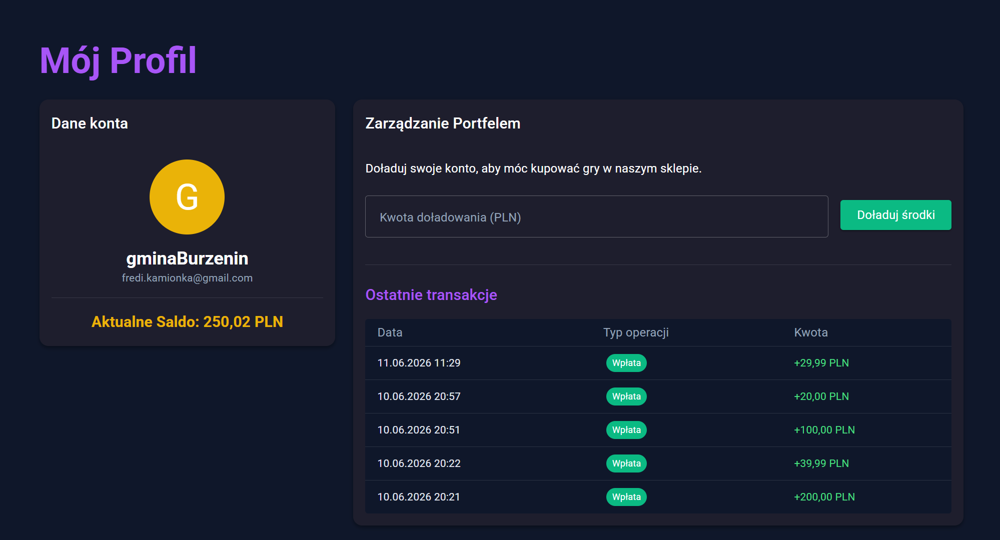 Mój Profil
Dane konta
G
gminaBurzenin
fredi.kamionka@gmail.com
Aktualne Saldo: 250,02 PLN
Zarządzanie Portfelem
Doładuj swoje konto, aby móc kupować gry w naszym sklepie.
Kwota doładowania (PLN)
Doładuj środki
Ostatnie transakcje
Data Typ operacji Kwota
11.06.2026 11:29 Wpłata +29,99 PLN
10.06.2026 20:57 Wpłata +20,00 PLN
10.06.2026 20:51 Wpłata +100,00 PLN
10.06.2026 20:22 Wpłata +39,99 PLN
10.06.2026 20:21 Wpłata +200,00 PLN